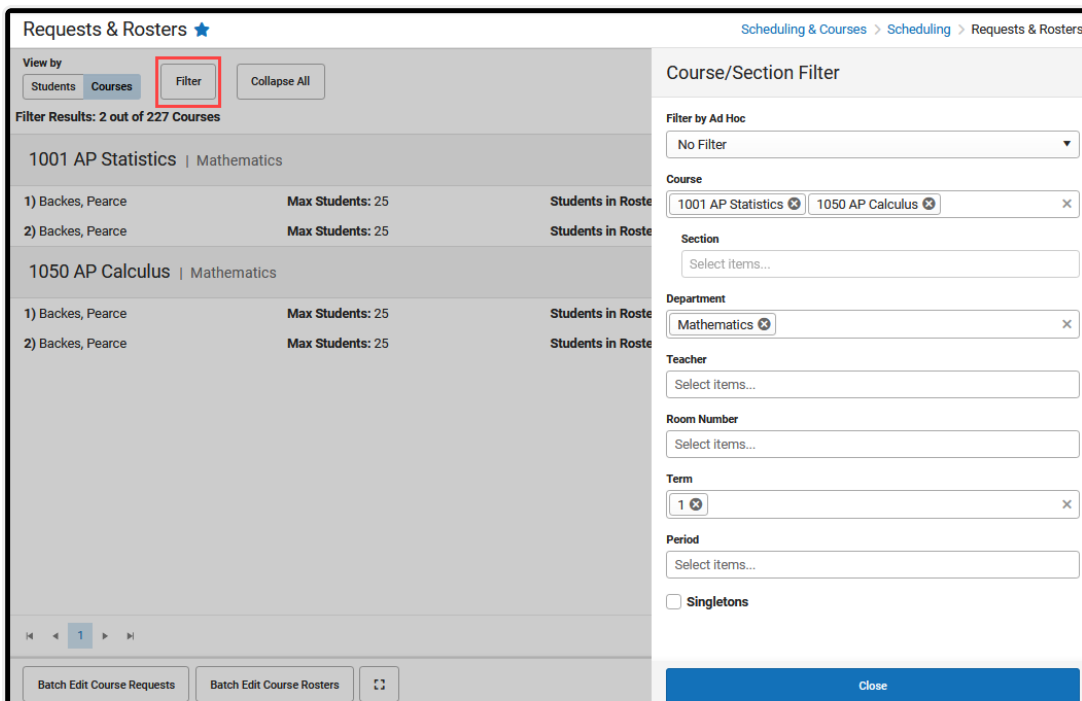 Requests & Rosters
Scheduling & Courses > Scheduling > Requests & Rosters
View by
Students Courses
Filter
Collapse All
Filter Results: 2 out of 227 Courses
1001 AP Statistics | Mathematics
1) Backes, Pearce Max Students: 25 Students in Roste
2) Backes, Pearce Max Students: 25 Students in Roste
1050 AP Calculus | Mathematics
1) Backes, Pearce Max Students: 25 Students in Roste
2) Backes, Pearce Max Students: 25 Students in Roste
1
Batch Edit Course Requests
Batch Edit Course Rosters
Course/Section Filter
Filter by Ad Hoc
No Filter
Course
1001 AP Statistics 1050 AP Calculus
Section
Select items...
Department
Mathematics
Teacher
Select items...
Room Number
Select items...
Term
1
Period
Select items...
Singletons
Close